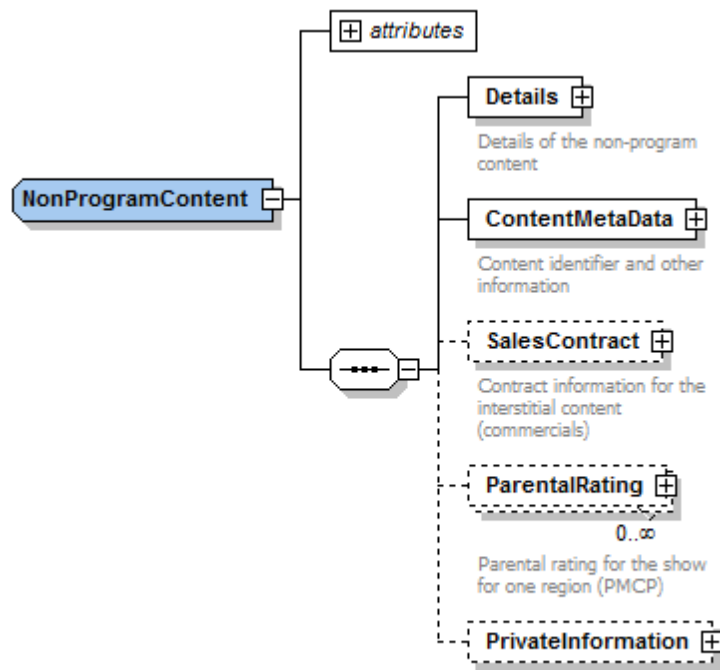 attributes
Details
Details of the non-program
content
NonProgramContent
ContentMetaData
Content identifier and other
information
SalesContract
Contract information for the
interstitial content
(commercials)
ParentalRating
0..∞
Parental rating for the show
for one region (PMCP)
PrivateInformation